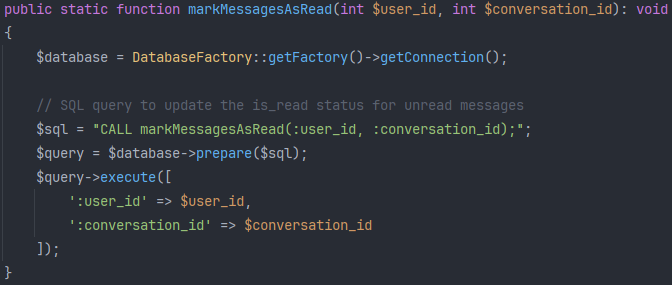 public static function markMessagesAsRead(int $user_id, int $conversation_id): void
{
    $database = DatabaseFactory::getFactory()->getConnection();

    // SQL query to update the is_read status for unread messages
    $sql = "CALL markMessagesAsRead(:user_id, :conversation_id);";
    $query = $database->prepare($sql);
    $query->execute([
        ':user_id' => $user_id,
        ':conversation_id' => $conversation_id
    ]);
}